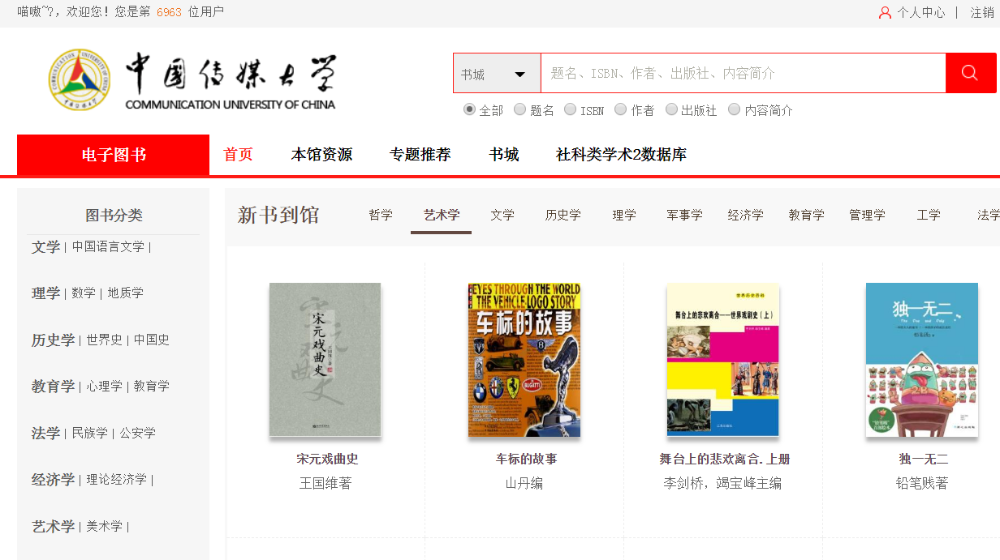 喵嗷~?，欢迎您！您是第 6963 位用户
个人中心 | 注销
中国传媒大学
COMMUNICATION UNIVERSITY OF CHINA
书城
题名、ISBN、作者、出版社、内容简介
全部 题名 ISBN 作者 出版社 内容简介
电子图书 首页 本馆资源 专题推荐 书城 社科类学术2数据库
图书分类
文学 | 中国语言文学 |
理学 | 数学 | 地质学
历史学 | 世界史 | 中国史
教育学 | 心理学 | 教育学
法学 | 民族学 | 公安学
经济学 | 理论经济学 |
艺术学 | 美术学 |
新书到馆 哲学 艺术学 文学 历史学 理学 军事学 经济学 教育学 管理学 工学 法学
宋元戏曲史
EYES THROUGH THE WORLD
THE VEHICLE LOGO STORY
车标的故事
BUGATTI
世界历史百科
舞台上的悲欢离合——世界戏剧史（上）
独一无二
宋元戏曲史
王国维著
车标的故事
山丹编
舞台上的悲欢离合.上册
李剑桥，竭宝峰主编
独一无二
铅笔贱著